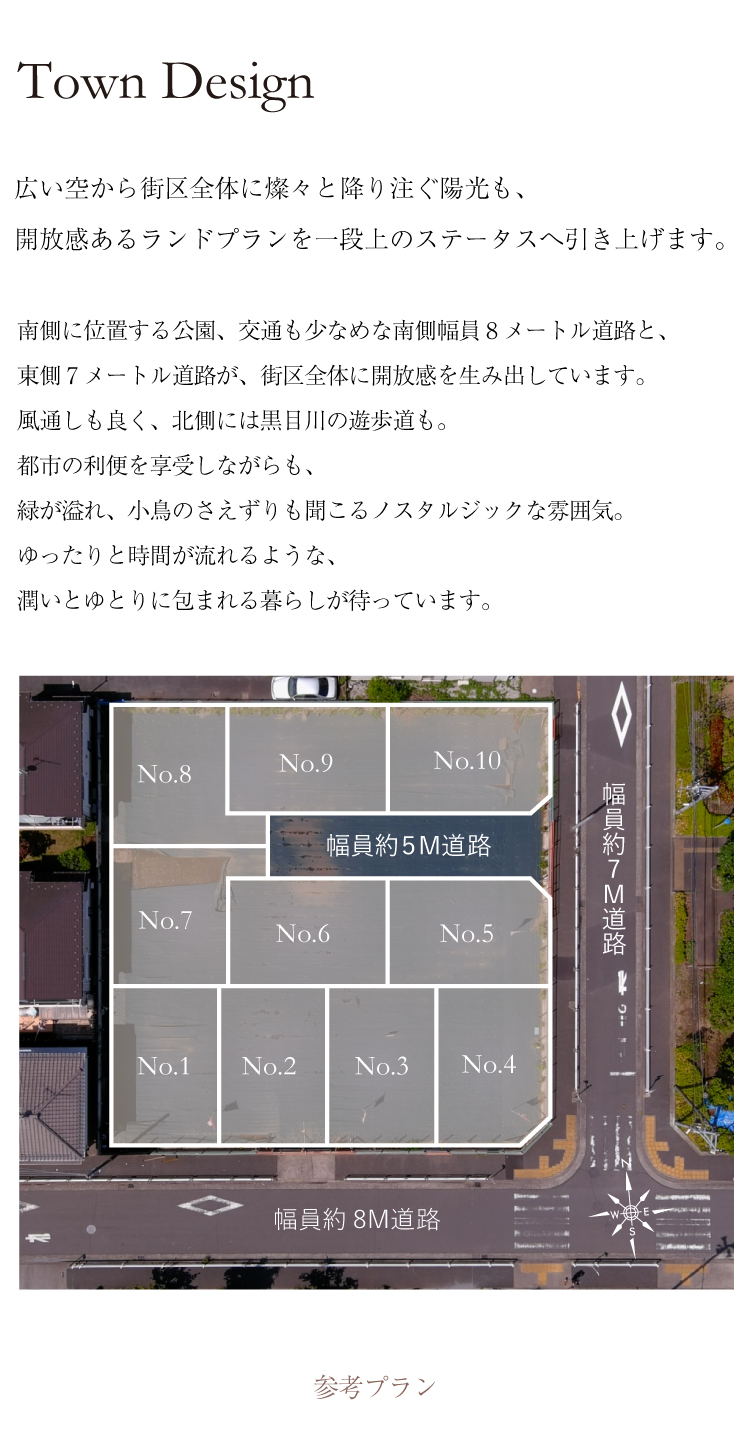 Town Design
広い空から街区全体に燦々と降り注ぐ陽光も、
開放感あるランドプランを一段上のステータスへ引き上げます。
南側に位置する公園、交通も少なめな南側幅員８メートル道路と、
東側７メートル道路が、街区全体に開放感を生み出しています。
風通しも良く、北側には黒目川の遊歩道も。
都市の利便を享受しながらも、
緑が溢れ、小鳥のさえずりも聞こるノスタルジックな雰囲気。
ゆったりと時間が流れるような、
潤いとゆとりに包まれる暮らしが待っています。
No.8
No.9
No.10
幅員約5M道路
幅員約7M道路
No.7
No.6
No.5
No.1
No.2
No.3
No.4
幅員約 8M道路
N
W
E
S
参考プラン